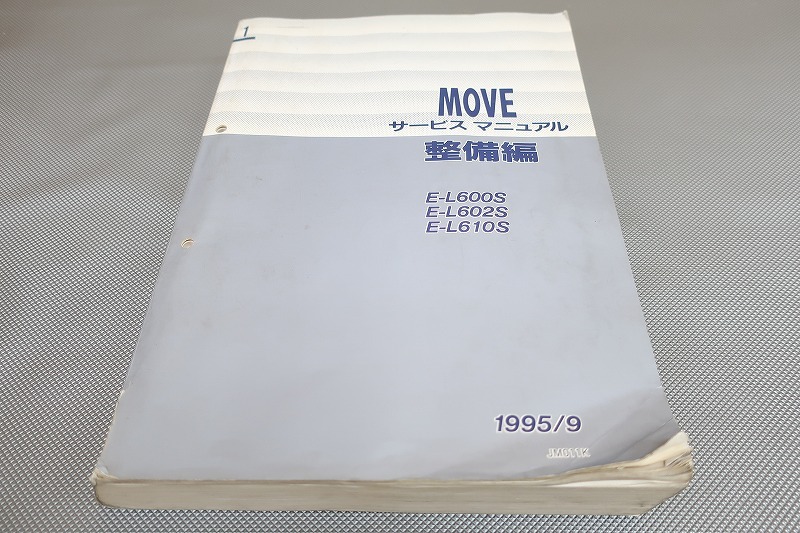 1
MOVE
サービス マニュアル
整備編
E-L600S
E-L602S
E-L610S
1995/9
JM011K